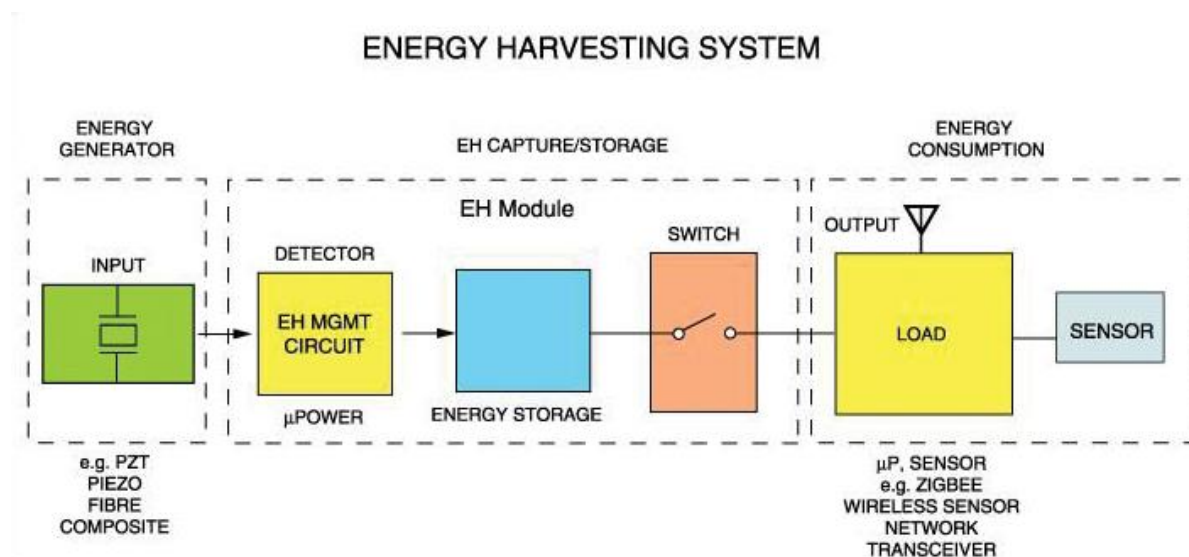 ENERGY HARVESTING SYSTEM
ENERGY
GENERATOR
EH CAPTURE/STORAGE
ENERGY
CONSUMPTION
EH Module
INPUT
DETECTOR
EH MGMT
CIRCUIT
µPOWER
ENERGY STORAGE
SWITCH
OUTPUT
LOAD
SENSOR
e.g. PZT
PIEZO
FIBRE
COMPOSITE
µP, SENSOR
e.g. ZIGBEE
WIRELESS SENSOR
NETWORK
TRANSCEIVER